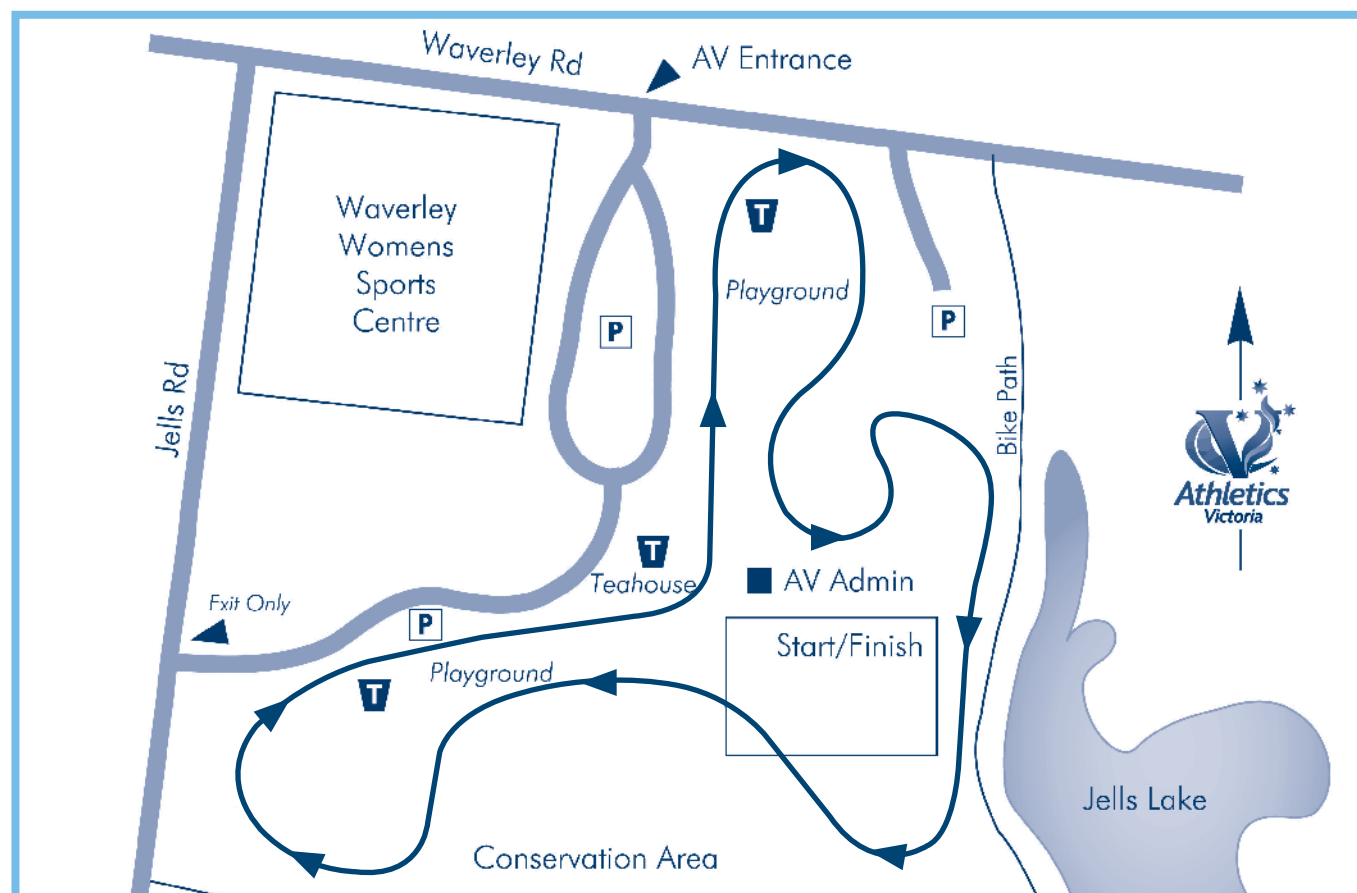 Waverley Rd
AV Entrance
Waverley
Womens
Sports
Centre
T
Playground
P
P
Jells Rd
Bike Path
Athletics
Victoria
T
Teahouse
AV Admin
Exit Only
P
Start/Finish
Playground
T
Jells Lake
Conservation Area